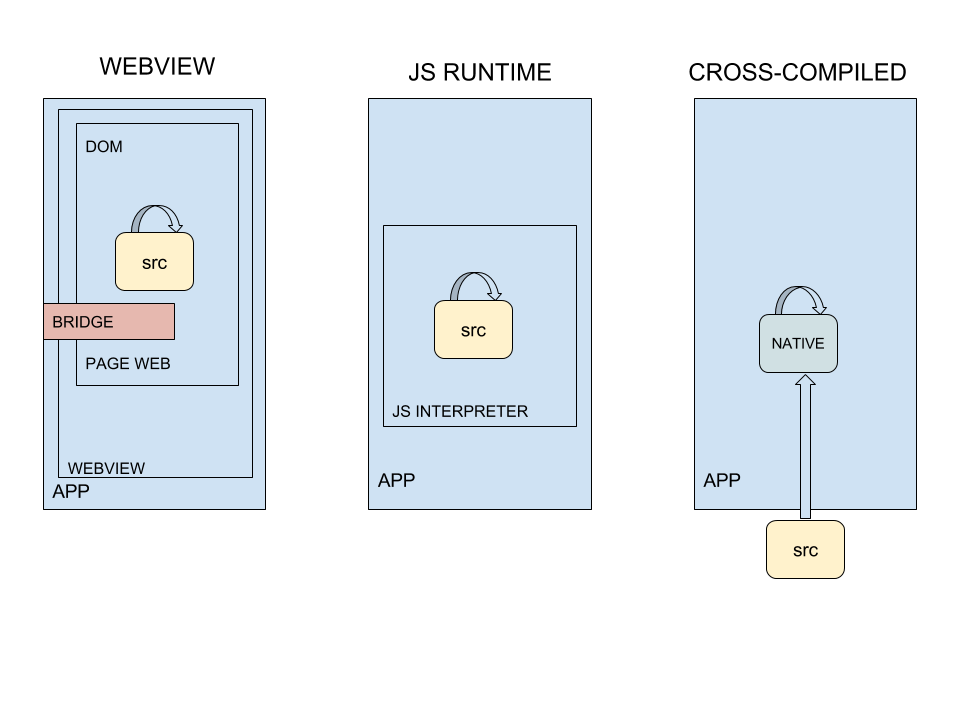 WEBVIEW
DOM
src
BRIDGE
PAGE WEB
WEBVIEW
APP
JS RUNTIME
src
JS INTERPRETER
APP
CROSS-COMPILED
NATIVE
APP
src